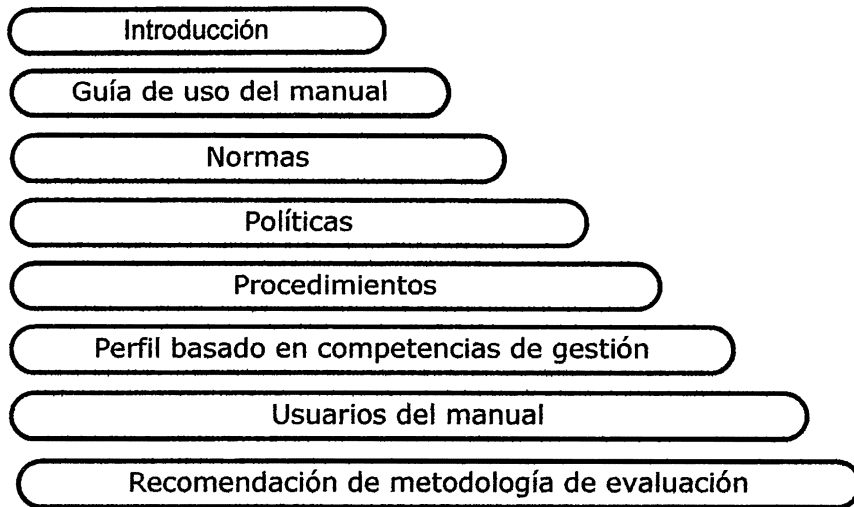 Introducción
Guía de uso del manual
Normas
Políticas
Procedimientos
Perfil basado en competencias de gestión
Usuarios del manual
Recomendación de metodología de evaluación